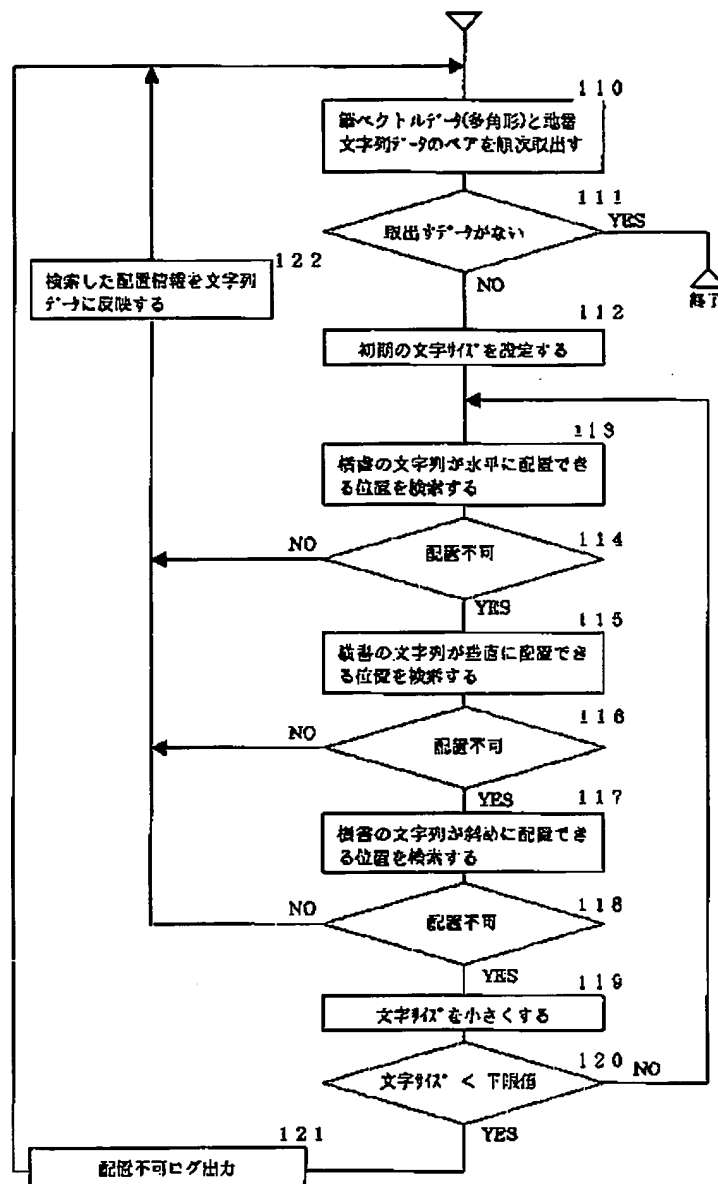 110
縮ベクトルデータ(多角形)と地番
文字列データのペアを順次取出す
111
取出すデータがない
YES
終了
NO
122
検索した配置情報を文字列
データに反映する
112
初期の文字サイズを設定する
113
横書の文字列が水平に配置でき
る位置を検索する
114
配置不可
NO
YES
115
横書の文字列が垂直に配置でき
る位置を検索する
116
配置不可
NO
YES
117
横書の文字列が斜めに配置でき
る位置を検索する
118
配置不可
NO
YES
119
文字サイズを小さくする
120
文字サイズ < 下限値
NO
YES
121
配置不可ログ出力